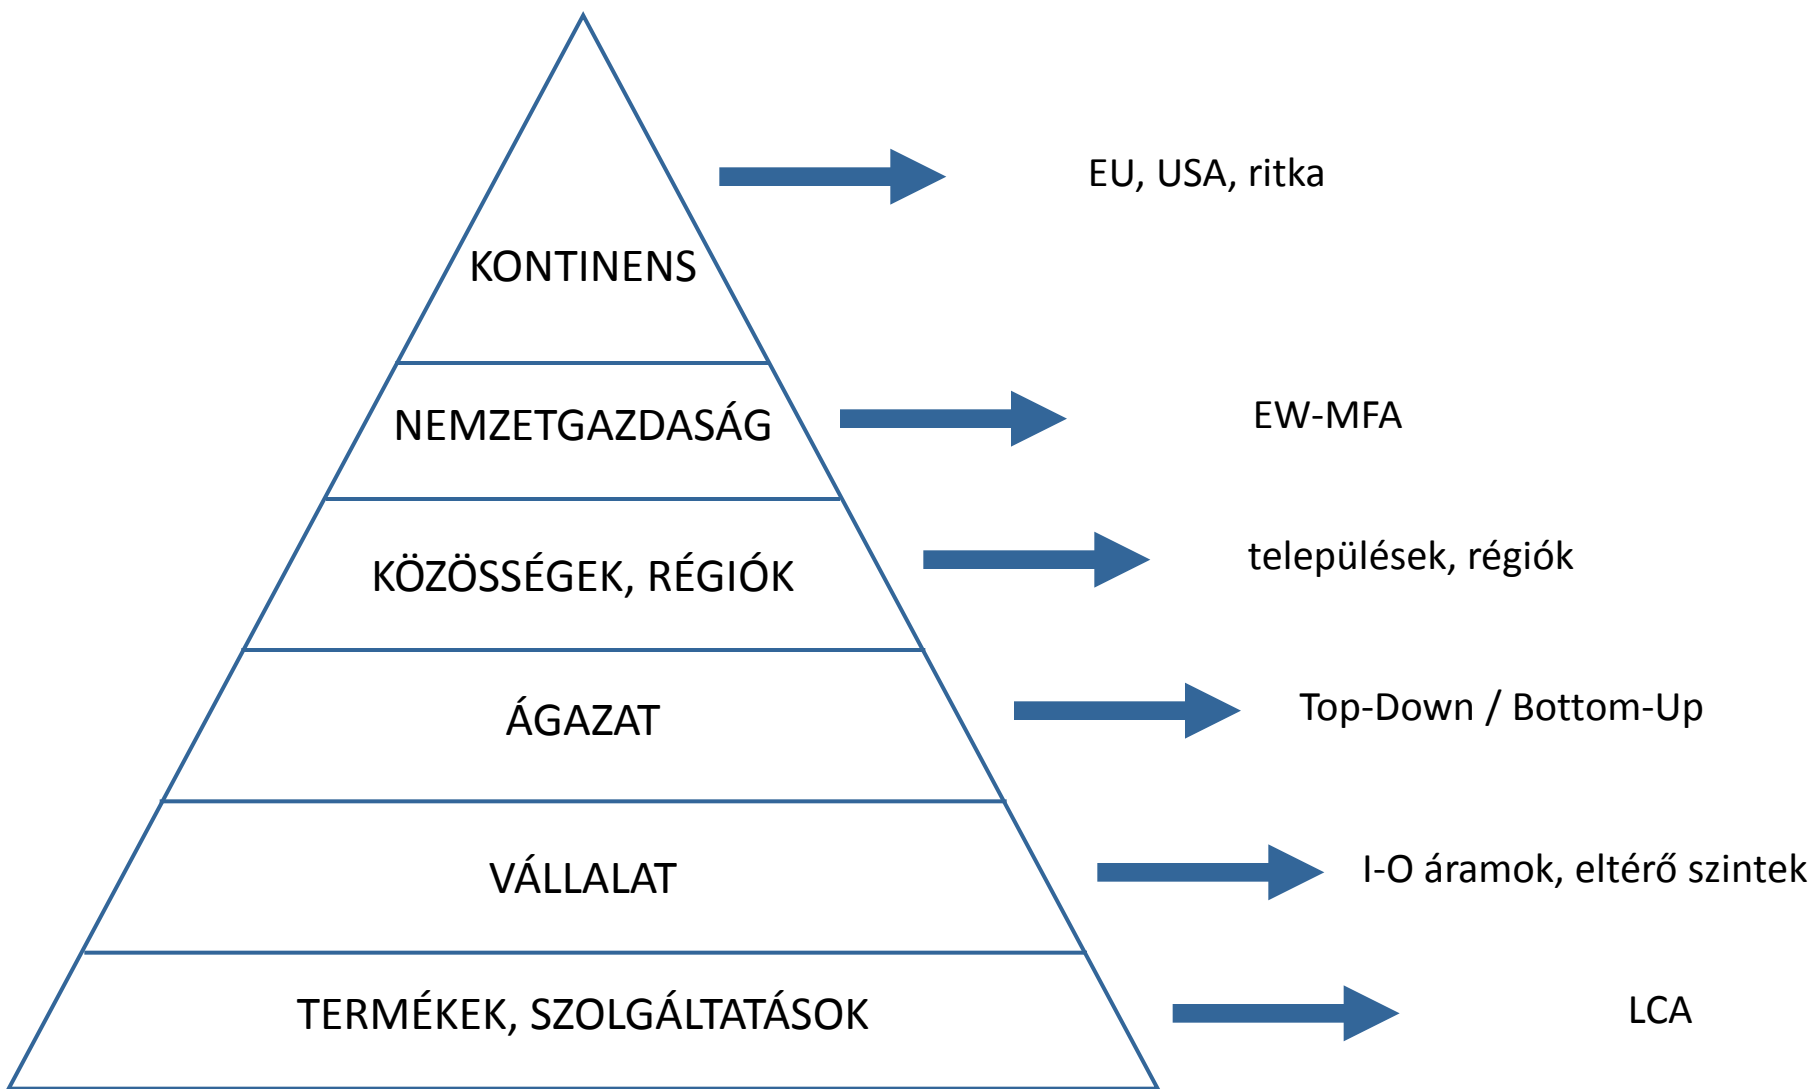 EU, USA, ritka
KONTINENS
EW-MFA
NEMZETGAZDASÁG
települések, régiók
KÖZÖSSÉGEK, RÉGIÓK
Top-Down / Bottom-Up
ÁGAZAT
I-O áramok, eltérő szintek
VÁLLALAT
LCA
TERMÉKEK, SZOLGÁLTATÁSOK